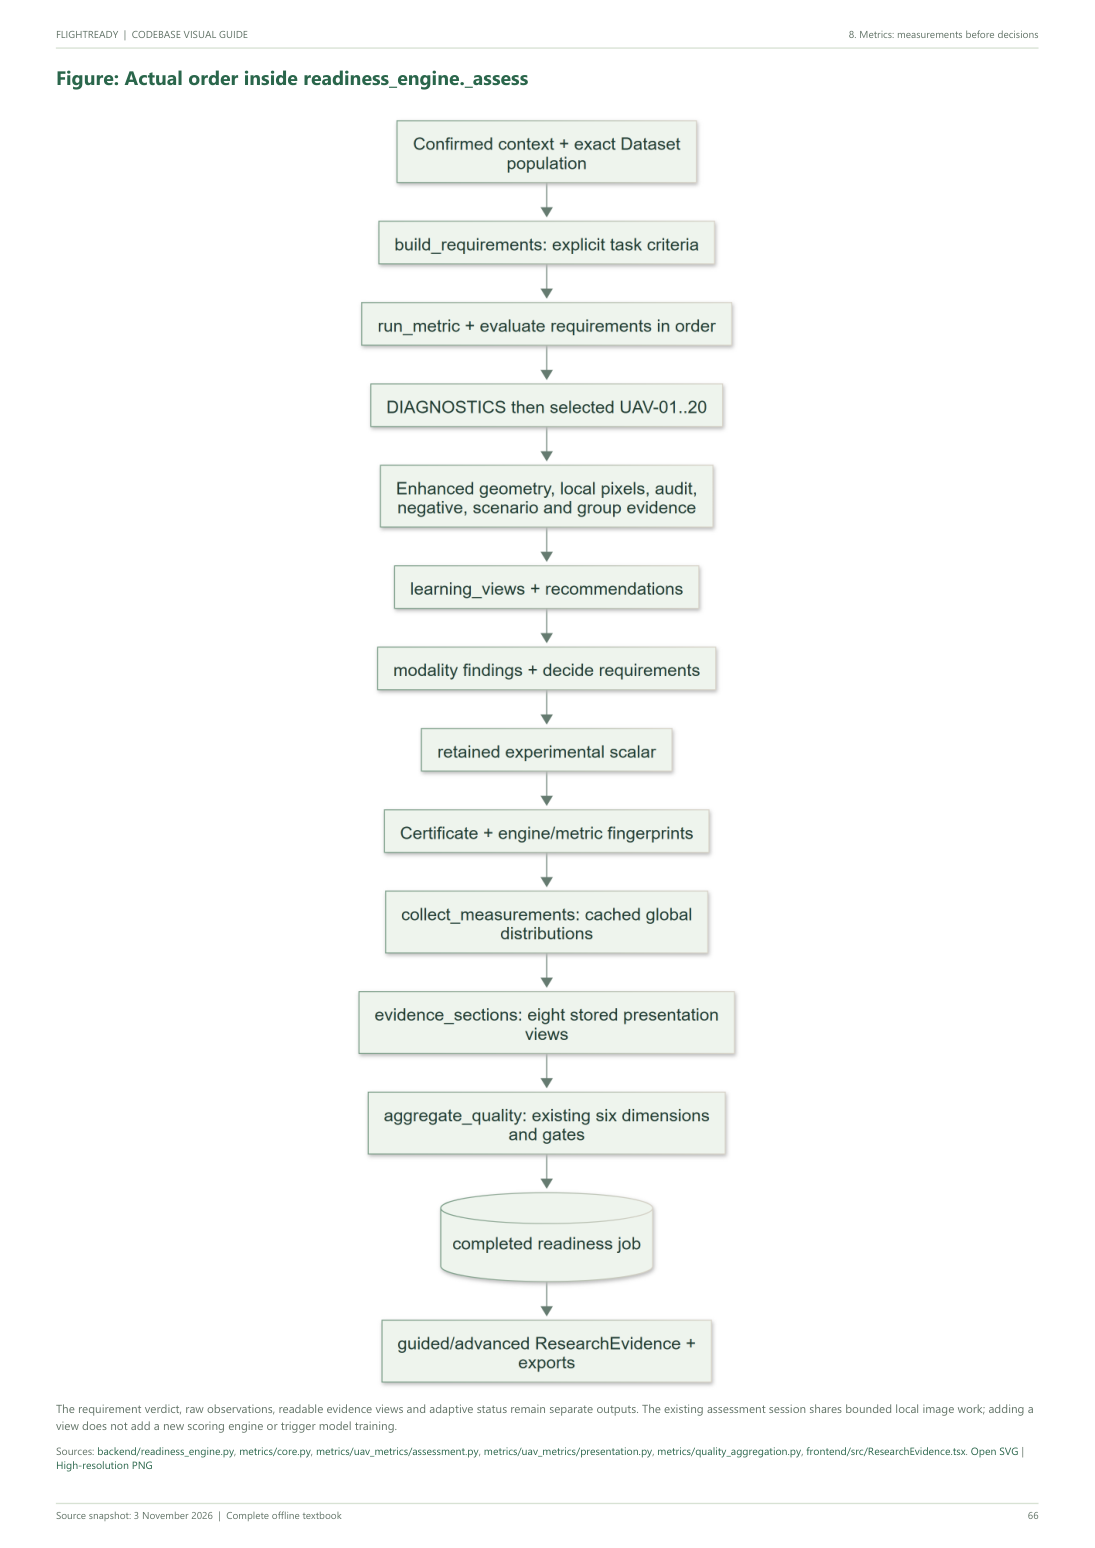 FLIGHTREADY | CODEBASE VISUAL GUIDE
8. Metrics: measurements before decisions
Figure: Actual order inside readiness_engine._assess
Confirmed context + exact Dataset
population
build_requirements: explicit task criteria
run_metric + evaluate requirements in order
DIAGNOSTICS then selected UAV-01..20
Enhanced geometry, local pixels, audit,
negative, scenario and group evidence
learning_views + recommendations
modality findings + decide requirements
retained experimental scalar
Certificate + engine/metric fingerprints
collect_measurements: cached global
distributions
evidence_sections: eight stored presentation
views
aggregate_quality: existing six dimensions
and gates
completed readiness job
guided/advanced ResearchEvidence +
exports
The requirement verdict, raw observations, readable evidence views and adaptive status remain separate outputs. The existing assessment session shares bounded local image work; adding a
view does not add a new scoring engine or trigger model training.
Sources: backend/readiness_engine.py, metrics/core.py, metrics/uav_metrics/assessment.py, metrics/uav_metrics/presentation.py, metrics/quality_aggregation.py, frontend/src/ResearchEvidence.tsx. Open SVG |
High-resolution PNG
Source snapshot: 3 November 2026 | Complete offline textbook
66